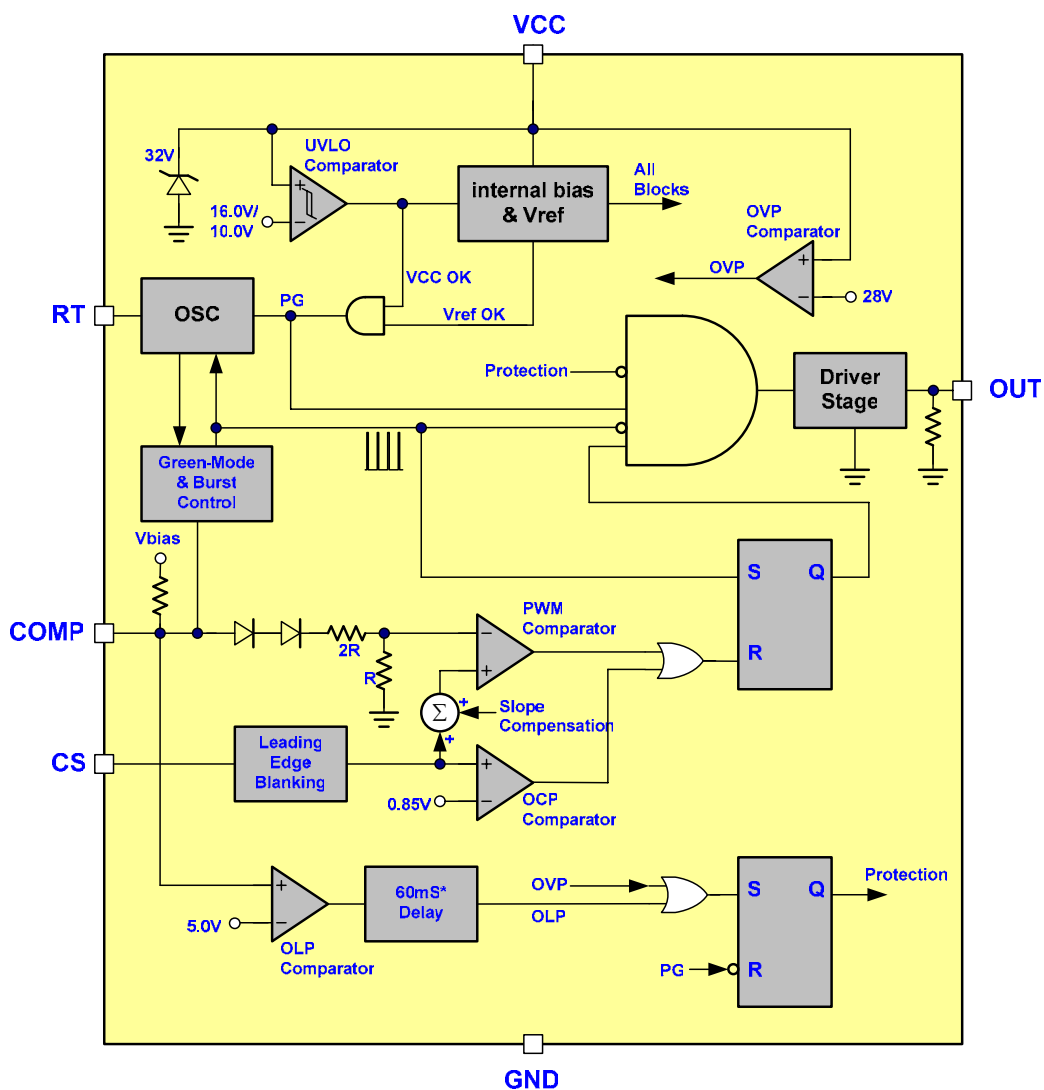 VCC
32V
UVLO
Comparator
+
−
16.0V/
10.0V
internal bias
& Vref
All
Blocks
OVP
Comparator
+
−
OVP
28V
VCC OK
Vref OK
PG
RT
OSC
Protection
Driver
Stage
OUT
Green-Mode
& Burst
Control
Vbias
COMP
2R
R
PWM
Comparator
−
+
S
Q
R
Σ
+
+
Slope
Compensation
CS
Leading
Edge
Blanking
+
−
0.85V
OCP
Comparator
+
−
5.0V
OLP
Comparator
60mS*
Delay
OVP
OLP
S
Q
Protection
PG
R
GND